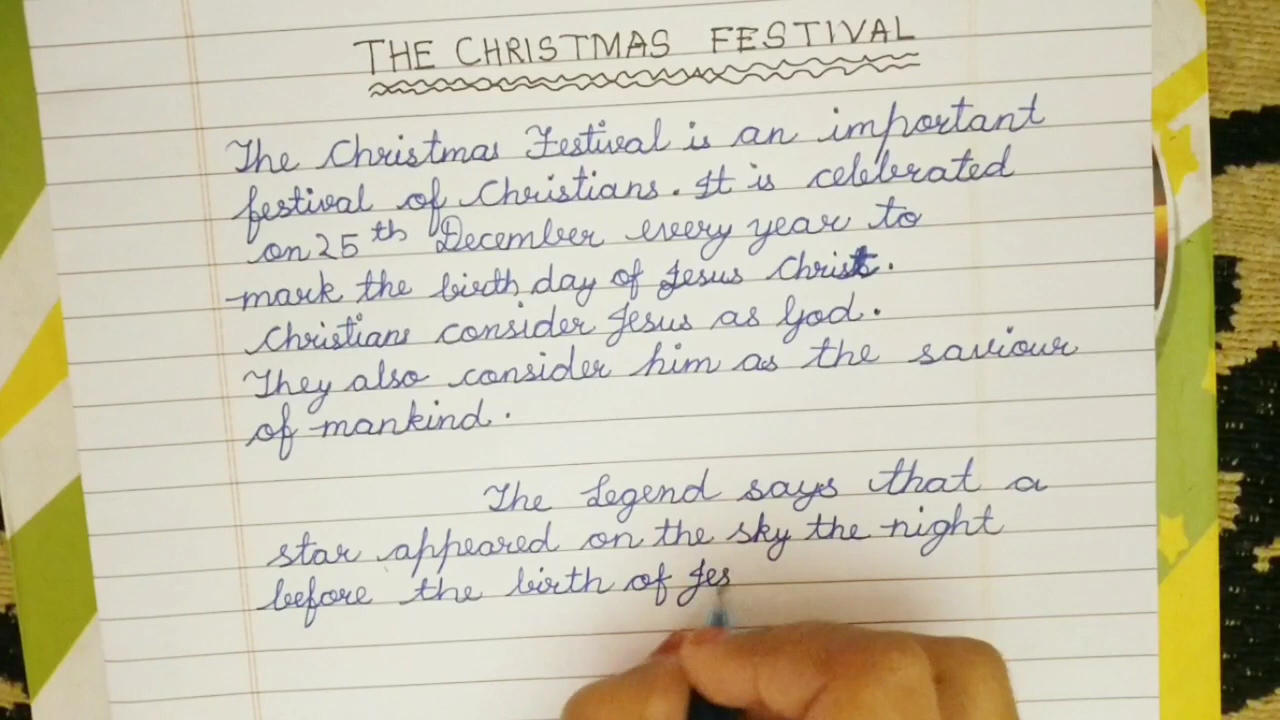 THE CHRISTMAS FESTIVAL
The Christmas Festival is an important
festival of Christians. It is celebrated
on 25th December every year to
mark the birth day of Jesus Christ.
Christians consider Jesus as God.
They also consider him as the saviour
of mankind.
The Legend says that a
star appeared on the sky the night
before the birth of Jes